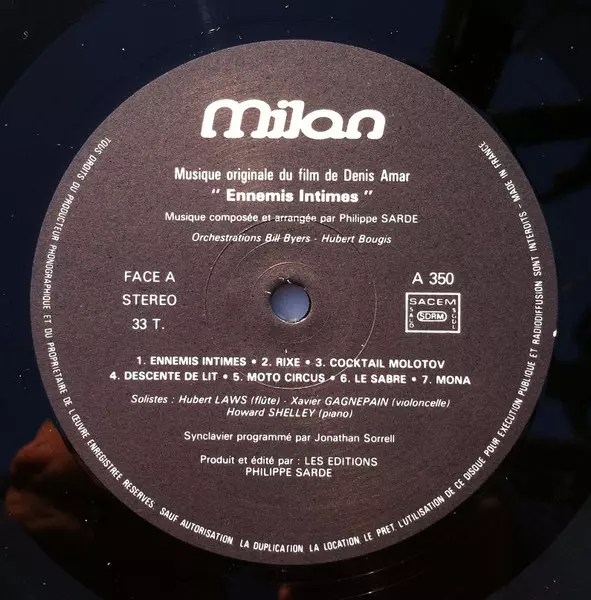 milan
Musique originale du film de Denis Amar
" Ennemis Intimes "
Musique composée et arrangée par Philippe SARDE
Orchestrations Bill Byers - Hubert Bougis
FACE A
STEREO
33 T.
A 350
SACEM
SACD
SDRM
SGDL
1. ENNEMIS INTIMES • 2. RIXE • 3. COCKTAIL MOLOTOV
4. DESCENTE DE LIT • 5. MOTO CIRCUS • 6. LE SABRE • 7. MONA
Solistes : Hubert LAWS (flûte) - Xavier GAGNEPAIN (violoncelle)
Howard SHELLEY (piano)
Synclavier programmé par Jonathan Sorrell
Produit et édité par : LES EDITIONS
PHILIPPE SARDE
TOUS DROITS DU PRODUCTEUR PHONOGRAPHIQUE ET DU PROPRIETAIRE DE L'ŒUVRE ENREGISTREE RESERVES. SAUF AUTORISATION LA DUPLICATION, LA LOCATION, LE PRET, L'UTILISATION DE CE DISQUE POUR EXECUTION PUBLIQUE ET RADIODIFFUSION SONT INTERDITS - MADE IN FRANCE